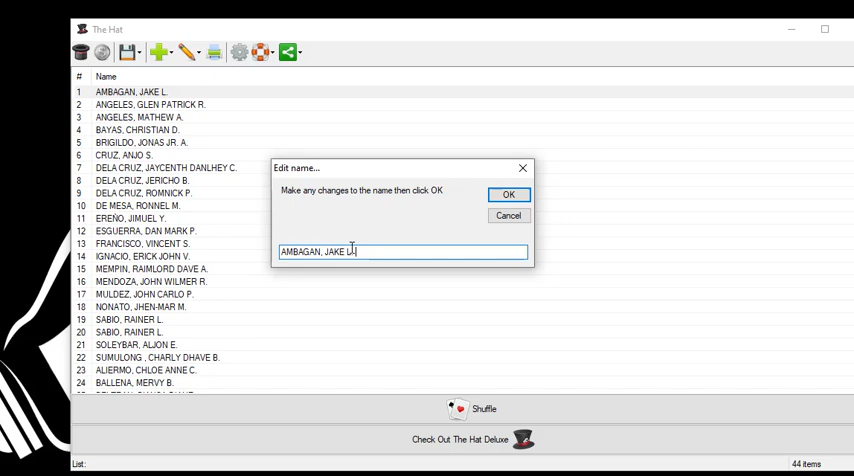 The Hat
# Name
1 AMBAGAN, JAKE L.
2 ANGELES, GLEN PATRICK R.
3 ANGELES, MATHEW A.
4 BAYAS, CHRISTIAN D.
5 BRIGILDO, JONAS JR. A.
6 CRUZ, ANJO S.
7 DELA CRUZ, JAYCENTH DANLHEY C.
8 DELA CRUZ, JERICHO B.
9 DELA CRUZ, ROMNICK P.
10 DE MESA, RONNEL M.
11 EREÑO, JIMUEL Y.
12 ESGUERRA, DAN MARK P.
13 FRANCISCO, VINCENT S.
14 IGNACIO, ERICK JOHN V.
15 MEMPIN, RAIMLORD DAVE A.
16 MENDOZA, JOHN WILMER R.
17 MULDEZ, JOHN CARLO P.
18 NONATO, JHEN-MAR M.
19 SABIO, RAINER L.
20 SABIO, RAINER L.
21 SOLEYBAR, ALJON E.
22 SUMULONG , CHARLY DHAVE B.
23 ALIERMO, CHLOE ANNE C.
24 BALLENA, MERVY B.
Edit name...
Make any changes to the name then click OK
OK
Cancel
AMBAGAN, JAKE L.
Shuffle
Check Out The Hat Deluxe
List: 44 items